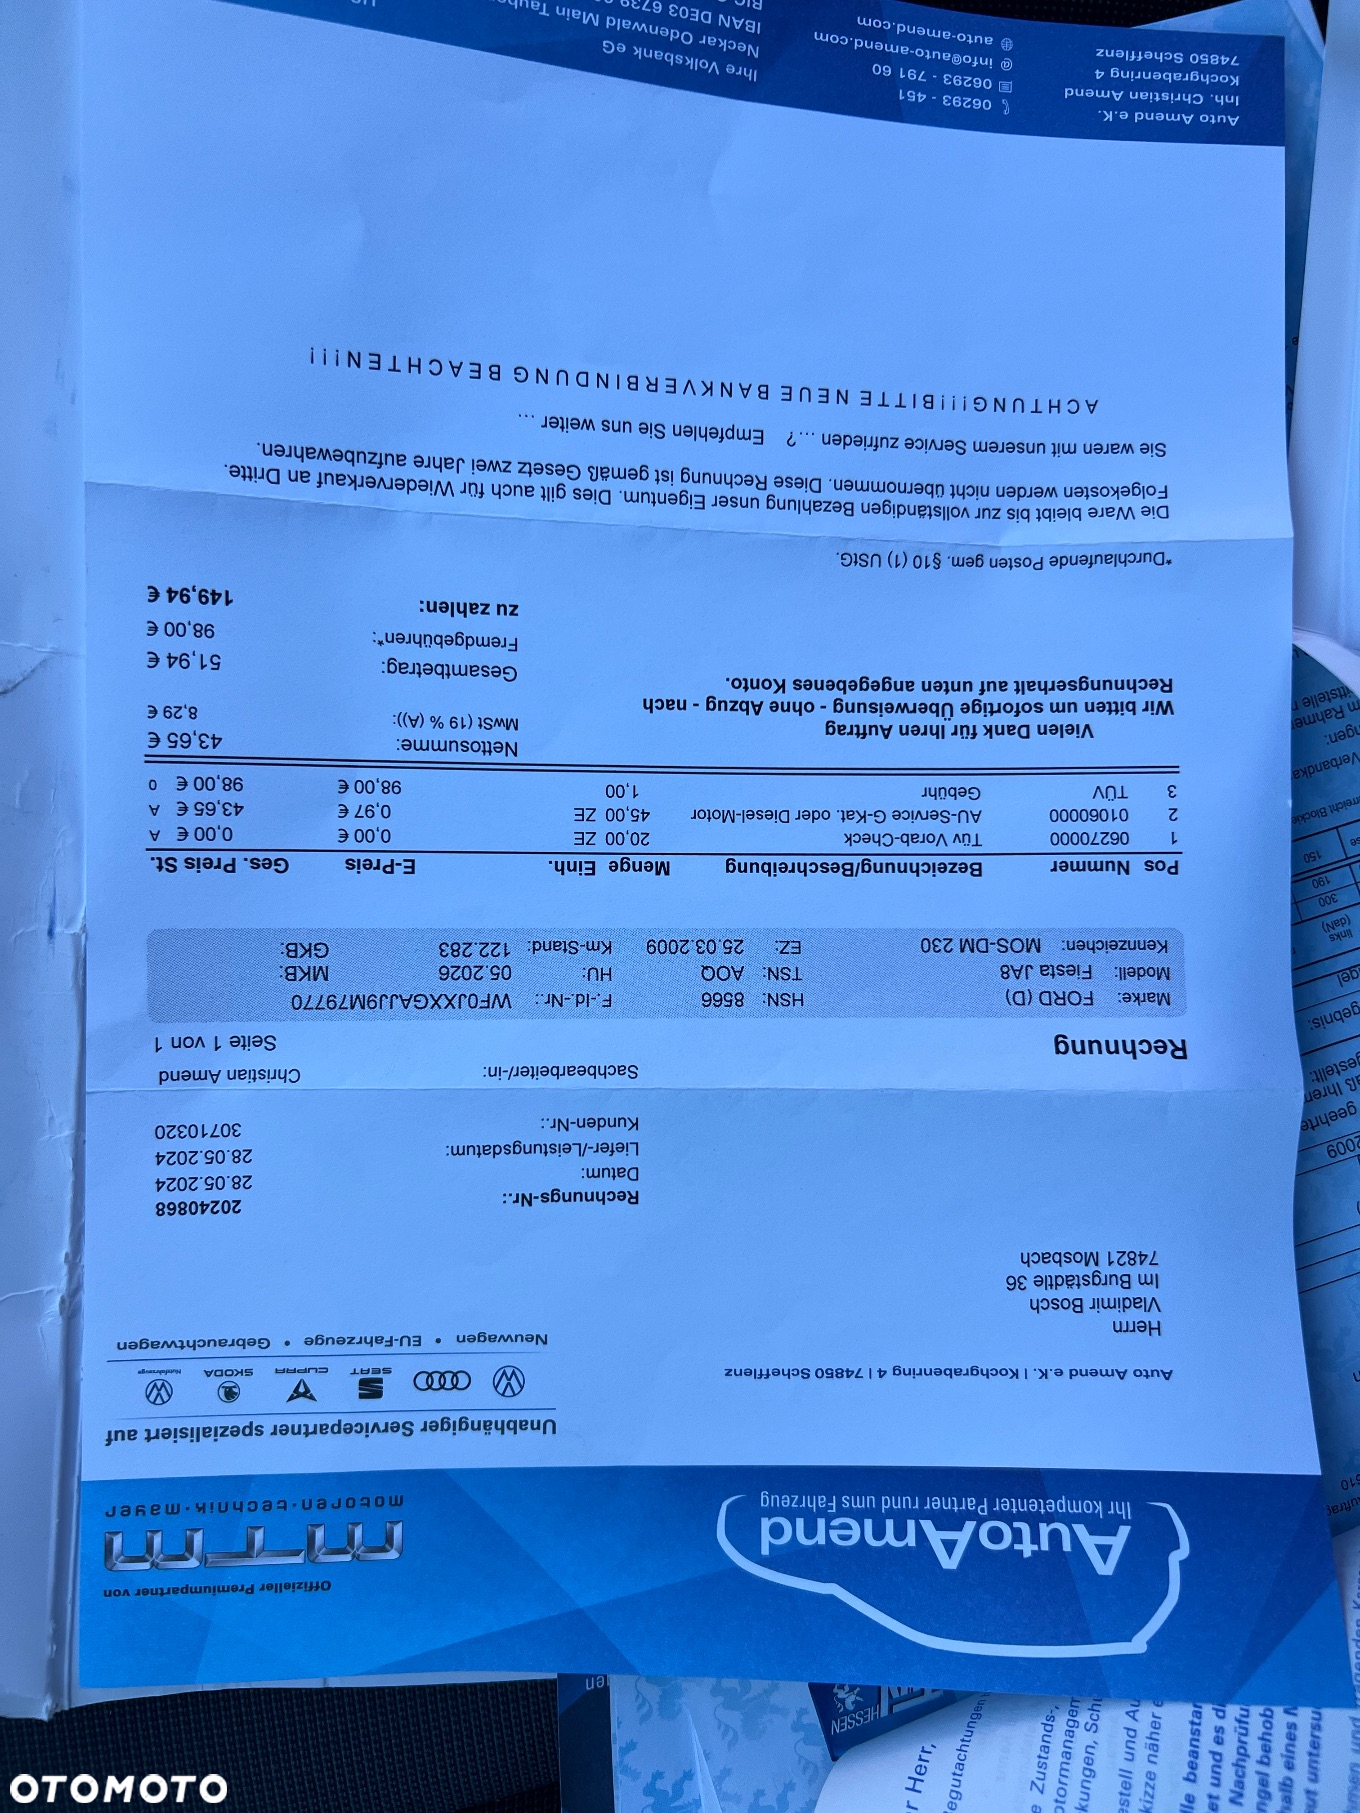 AutoAmend
Ihr kompetenter Partner rund ums Fahrzeug
Offizieller Premiumpartner von
mTm
motoren·technik·mayer
Unabhängiger Servicepartner spezialisiert auf
SEAT CUPRA SKODA Nutzfahrzeuge
Neuwagen • EU-Fahrzeuge • Gebrauchtwagen
Auto Amend e.K. I Kochgrabenring 4 I 74850 Schefflenz
Herrn
Vladimir Bosch
Im Burgstädtle 36
74821 Mosbach
Rechnungs-Nr.: 20240868
Datum: 28.05.2024
Liefer-/Leistungsdatum: 28.05.2024
Kunden-Nr.: 30710320
Sachbearbeiter/-in: Christian Amend
Rechnung Seite 1 von 1
Marke: FORD (D) HSN: 8566 F.-Id.-Nr.: WF0JXXGAJJ9M79770
Modell: Fiesta JA8 TSN: AOQ HU: 05.2026 MKB:
Kennzeichen: MOS-DM 230 EZ: 25.03.2009 Km-Stand: 122.283 GKB:
Pos Nummer Bezeichnung/Beschreibung Menge Einh. E-Preis Ges. Preis St.
1 06270000 Tüv Vorab-Check 20,00 ZE 0,00 € 0,00 € A
2 01060000 AU-Service G-Kat. oder Diesel-Motor 45,00 ZE 0,97 € 43,65 € A
3 TÜV Gebühr 1,00 98,00 € 98,00 € 0
Vielen Dank für Ihren Auftrag
Wir bitten um sofortige Überweisung - ohne Abzug - nach
Rechnungserhalt auf unten angegebenes Konto.
Nettosumme: 43,65 €
MwSt (19 % (A)): 8,29 €
Gesamtbetrag: 51,94 €
Fremdgebühren*: 98,00 €
zu zahlen: 149,94 €
*Durchlaufende Posten gem. §10 (1) UStG.
Die Ware bleibt bis zur vollständigen Bezahlung unser Eigentum. Dies gilt auch für Wiederverkauf an Dritte.
Folgekosten werden nicht übernommen. Diese Rechnung ist gemäß Gesetz zwei Jahre aufzubewahren.
Sie waren mit unserem Service zufrieden ...? Empfehlen Sie uns weiter ...
ACHTUNG!!!BITTE NEUE BANKVERBINDUNG BEACHTEN!!!
Auto Amend e.K.
Inh. Christian Amend
Kochgrabenring 4
74850 Schefflenz
06293 - 451
06293 - 791 60
info@auto-amend.com
auto-amend.com
Ihre Volksbank eG
Neckar Odenwald Main Tauber
IBAN DE03 6739
HESSEN
OTOMOTO